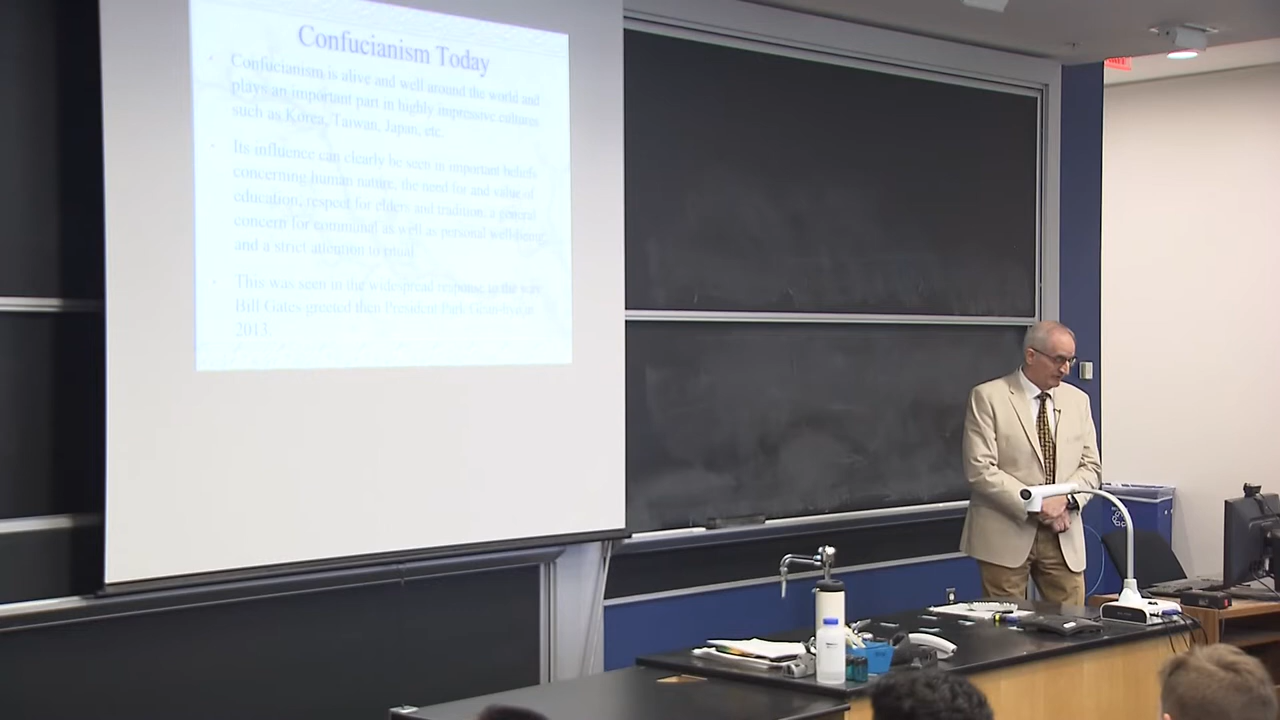 Confucianism Today
Confucianism is alive and well around the world and
plays an important part in highly impressive cultures
such as Korea, Taiwan, Japan, etc.
Its influence can clearly be seen in important beliefs
concerning human nature, the need for and value of
education, respect for elders and tradition, a general
concern for communal as well as personal well-being,
and a strict attention to ritual.
This was seen in the widespread response to the way
Bill Gates greeted then President Park Geun-hye in
2013.